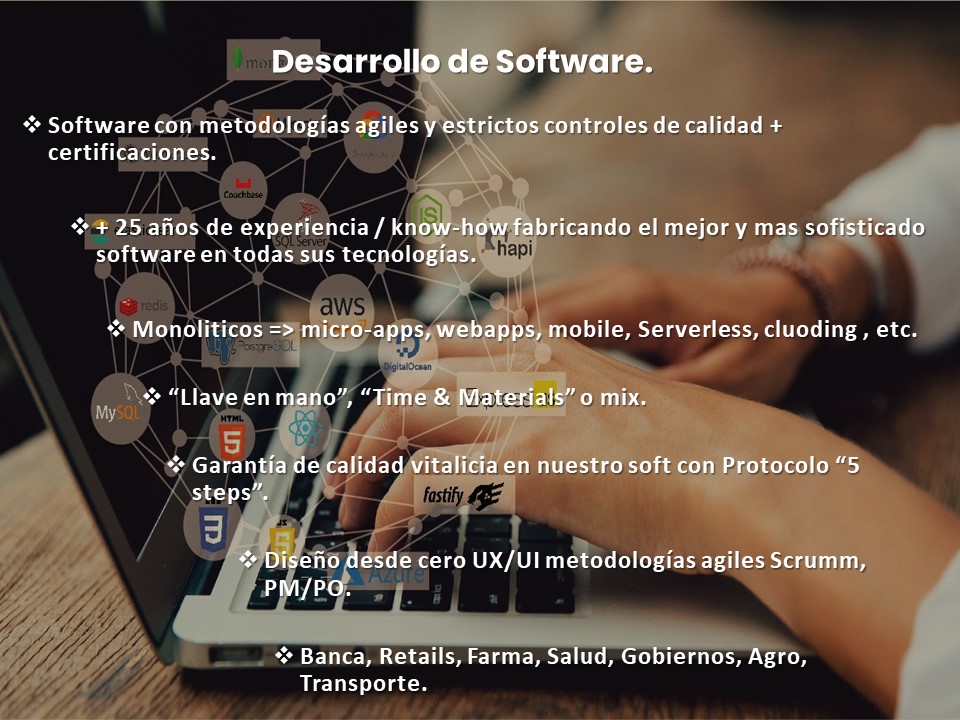 Desarrollo de Software.
❖ Software con metodologías agiles y estrictos controles de calidad +
certificaciones.
Couchbase
SQL Server
JS
hapi
❖ + 25 años de experiencia / know-how fabricando el mejor y mas sofisticado
software en todas sus tecnologías.
redis
aws
❖ Monoliticos => micro-apps, webapps, mobile, Serverless, cluoding , etc.
PostgreSQL
DigitalOcean
❖ “Llave en mano”, “Time & Materials” o mix.
MySQL
HTML
5
❖ Garantía de calidad vitalicia en nuestro soft con Protocolo “5
steps”.
fastify
3
JS
❖ Diseño desde cero UX/UI metodologías agiles Scrumm,
PM/PO.
Azure
❖ Banca, Retails, Farma, Salud, Gobiernos, Agro,
Transporte.